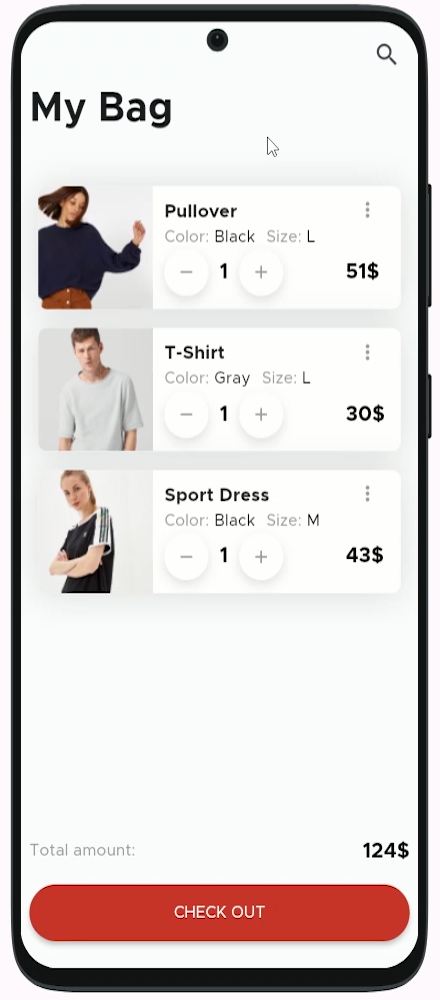 My Bag
Pullover
Color: Black Size: L
1 51$
T-Shirt
Color: Gray Size: L
1 30$
Sport Dress
Color: Black Size: M
1 43$
Total amount: 124$
CHECK OUT